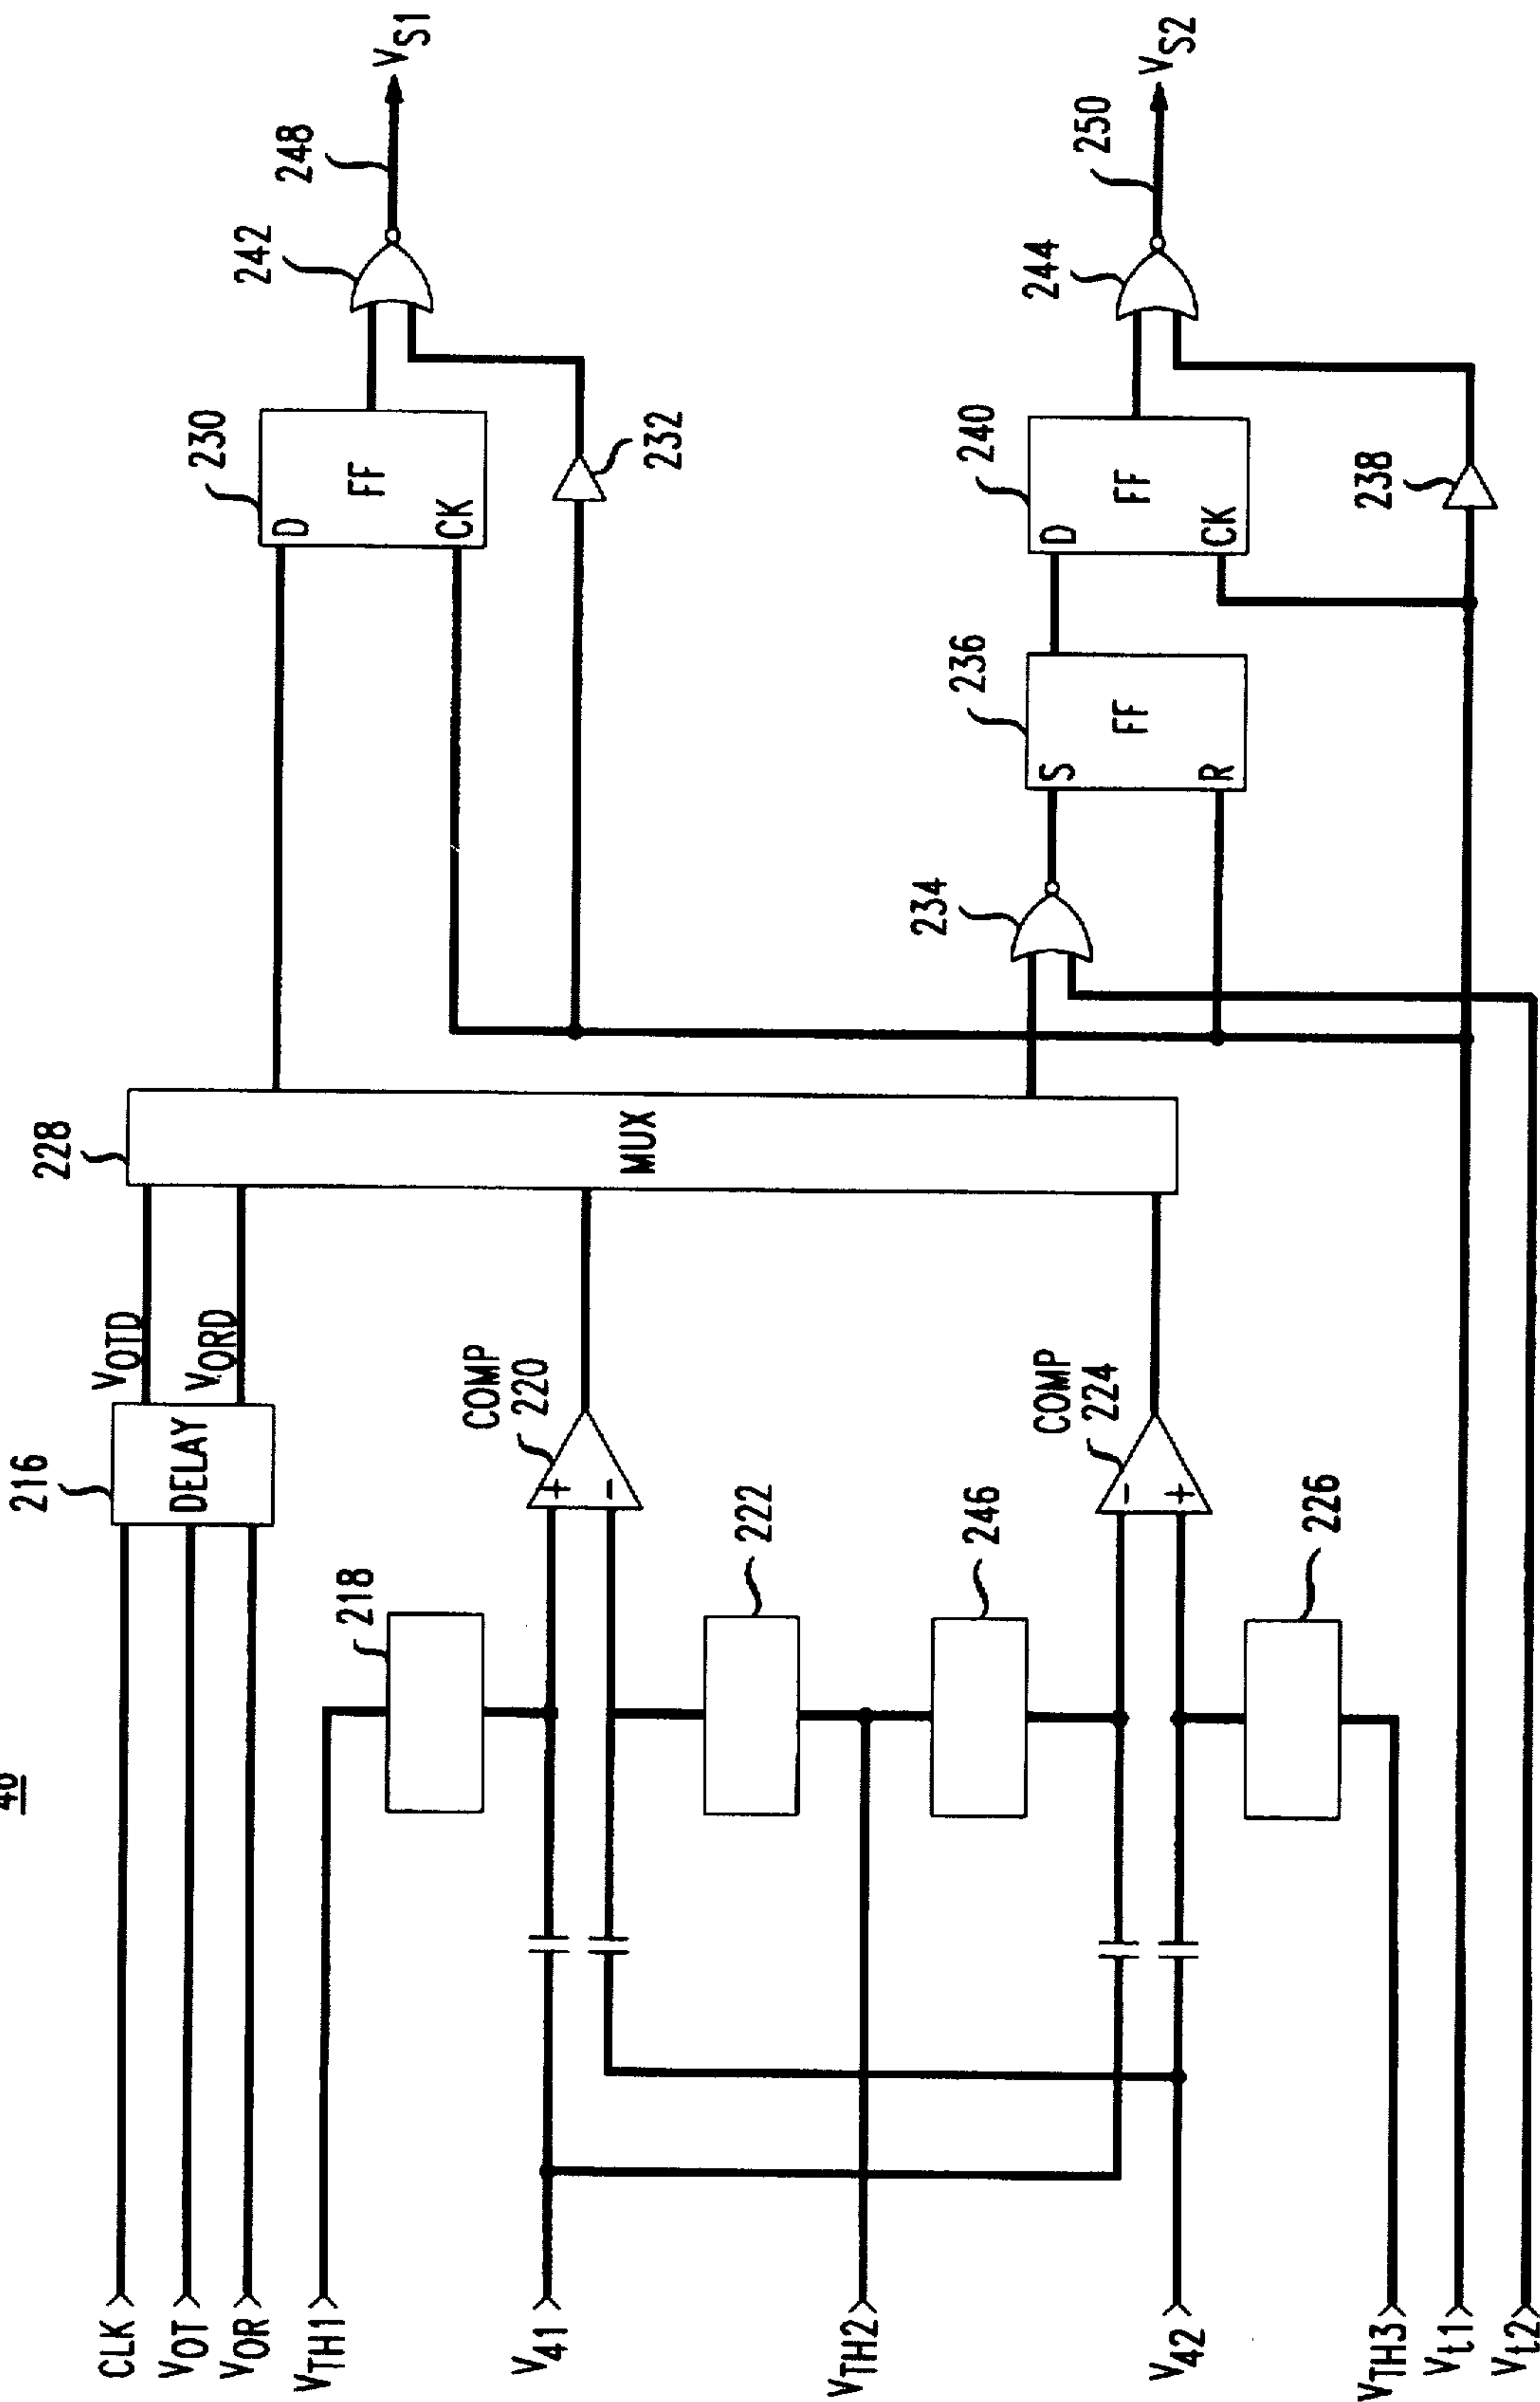 40
216
DELAY
V_OTD
V_ORD
228
MUX
CLK
V_OT
V_OR
V_TH1
V_41
V_TH2
V_42
V_TH3
V_t1
V_t2
218
COMP
220
+
-
222
246
COMP
224
-
+
226
230
D
FF
CK
232
242
248
V_S1
234
236
S
FF
R
240
D
FF
CK
238
244
250
V_S2